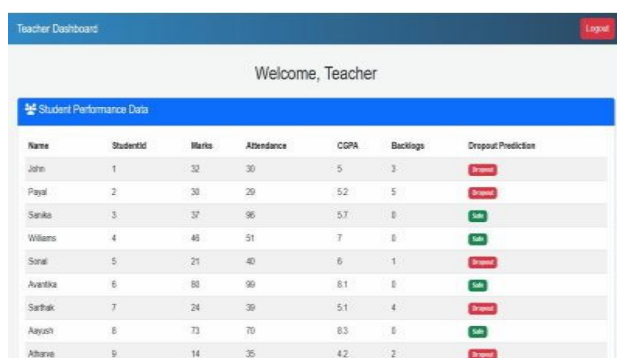 Teacher Dashboard Logout
Welcome, Teacher
Student Performance Data
Name StudentId Marks Attendance CGPA Backlogs Dropout Prediction
John 1 32 30 5 3 Dropout
Payal 2 30 29 5.2 5 Dropout
Sanika 3 37 96 5.7 0 Safe
Williams 4 46 51 7 0 Safe
Sonal 5 21 40 6 1 Dropout
Avantika 6 80 99 8.1 0 Safe
Sarthak 7 24 39 5.1 4 Dropout
Aayush 8 73 70 8.3 0 Safe
Atharva 9 14 35 4.2 2 Dropout